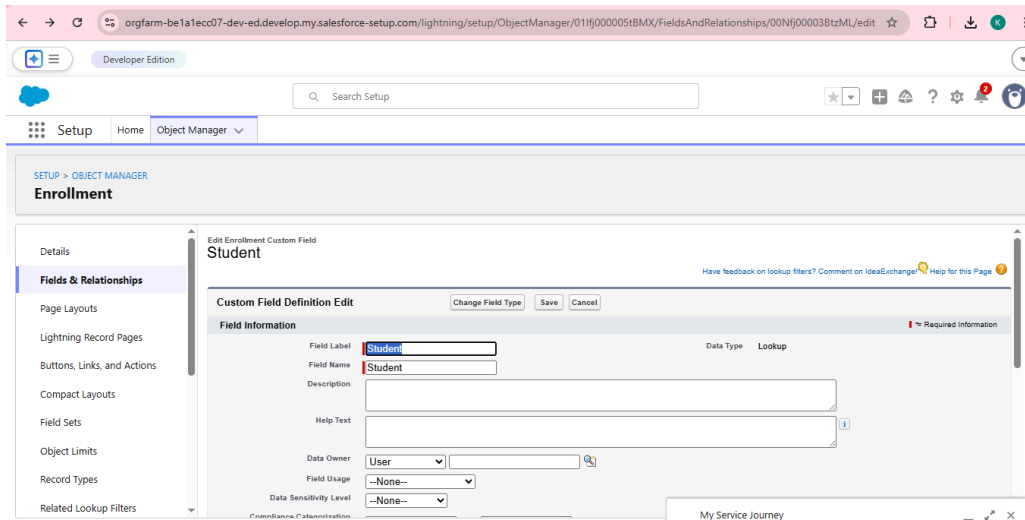 orgfarm-be1a1ecc07-dev-ed.develop.my.salesforce-setup.com/lightning/setup/ObjectManager/01Ifj000005tBMX/FieldsAndRelationships/00Nfj00003BtzML/edit
K
Developer Edition
Search Setup
2
Setup Home Object Manager
SETUP > OBJECT MANAGER
Enrollment
Details
Fields & Relationships
Page Layouts
Lightning Record Pages
Buttons, Links, and Actions
Compact Layouts
Field Sets
Object Limits
Record Types
Related Lookup Filters
Edit Enrollment Custom Field
Student
Have feedback on lookup filters? Comment on IdeaExchange! Help for this Page
Custom Field Definition Edit Change Field Type Save Cancel
Field Information = Required Information
Field Label Student Data Type Lookup
Field Name Student
Description
Help Text i
Data Owner User
Field Usage --None--
Data Sensitivity Level --None--
Compliance Categorization
My Service Journey